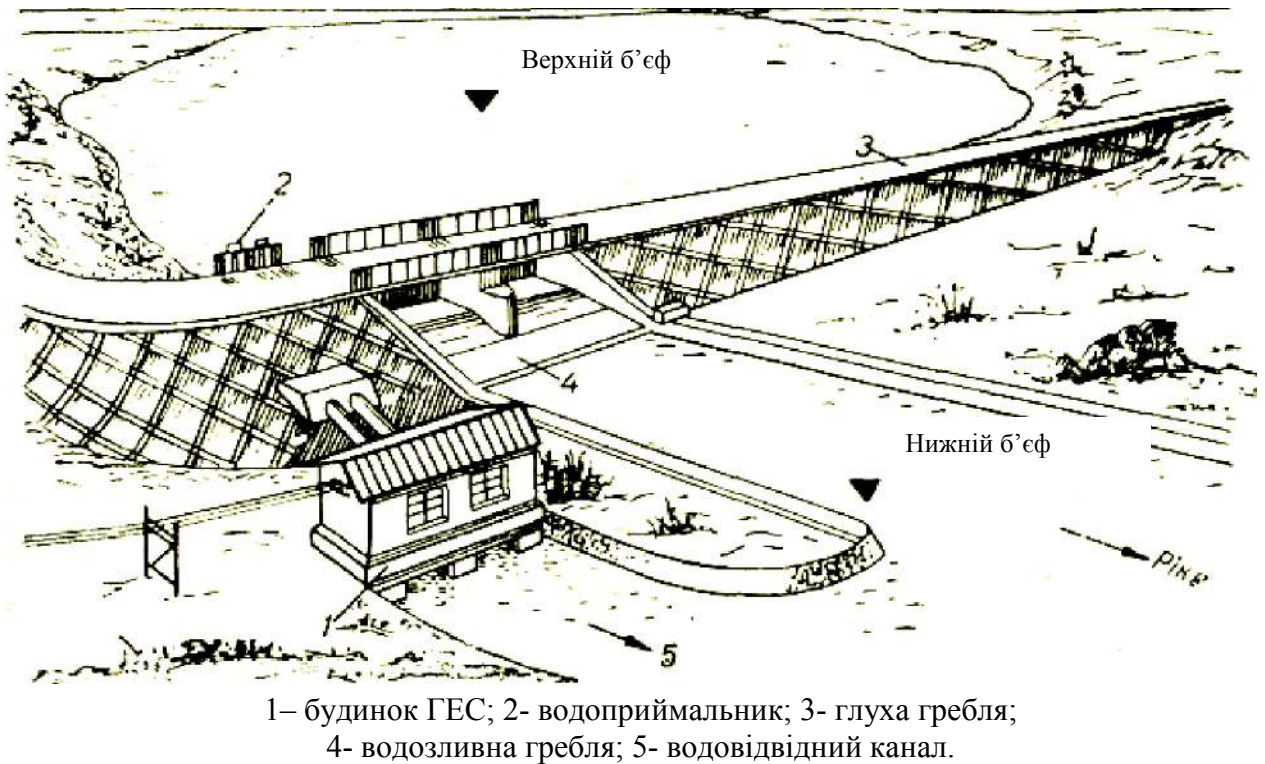 Верхній б’єф
2
3
4
Нижній б’єф
Ріка
1
5
1– будинок ГЕС; 2- водоприймальник; 3- глуха гребля;
4- водозливна гребля; 5- водовідвідний канал.